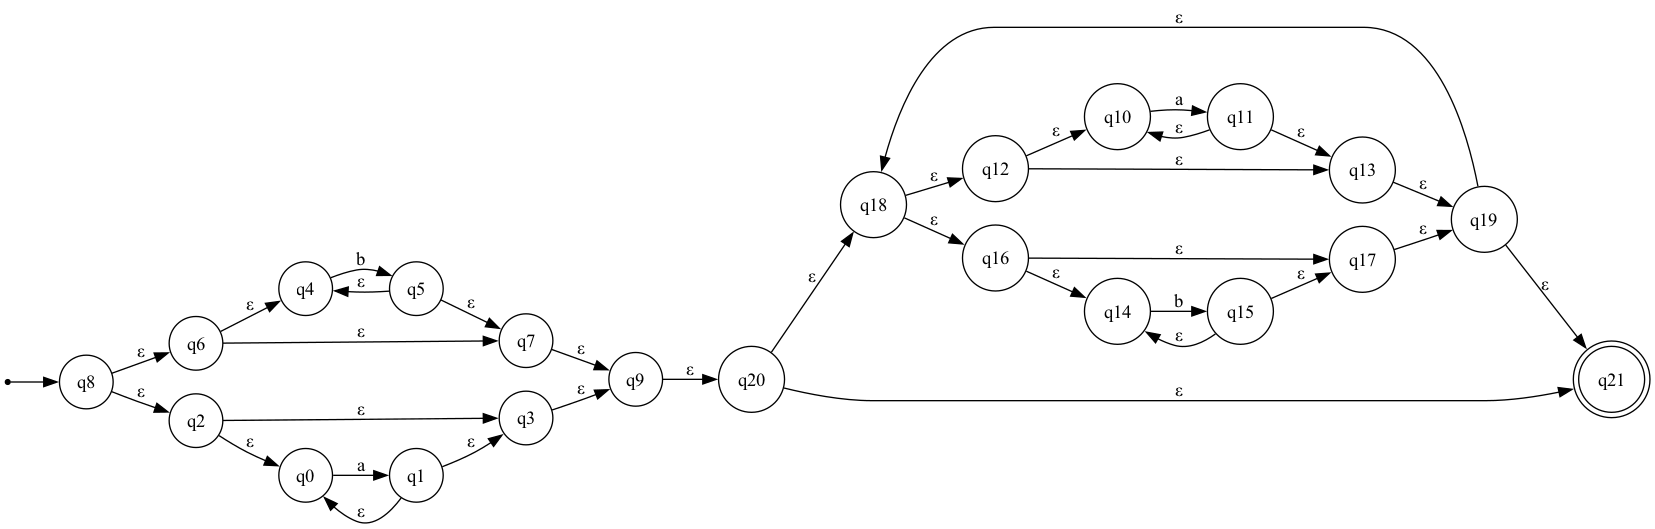 ε
a
q10
q11
ε
ε
ε
q12
ε
q13
ε
ε
q18
q19
ε
ε
ε
q16
q17
ε
ε
b
q14
q15
ε
ε
ε
b
q4
ε
q5
ε
ε
ε
q6
q7
ε
ε
q8
q9
ε
q20
q21
ε
ε
ε
q2
q3
ε
ε
ε
a
q0
q1
ε